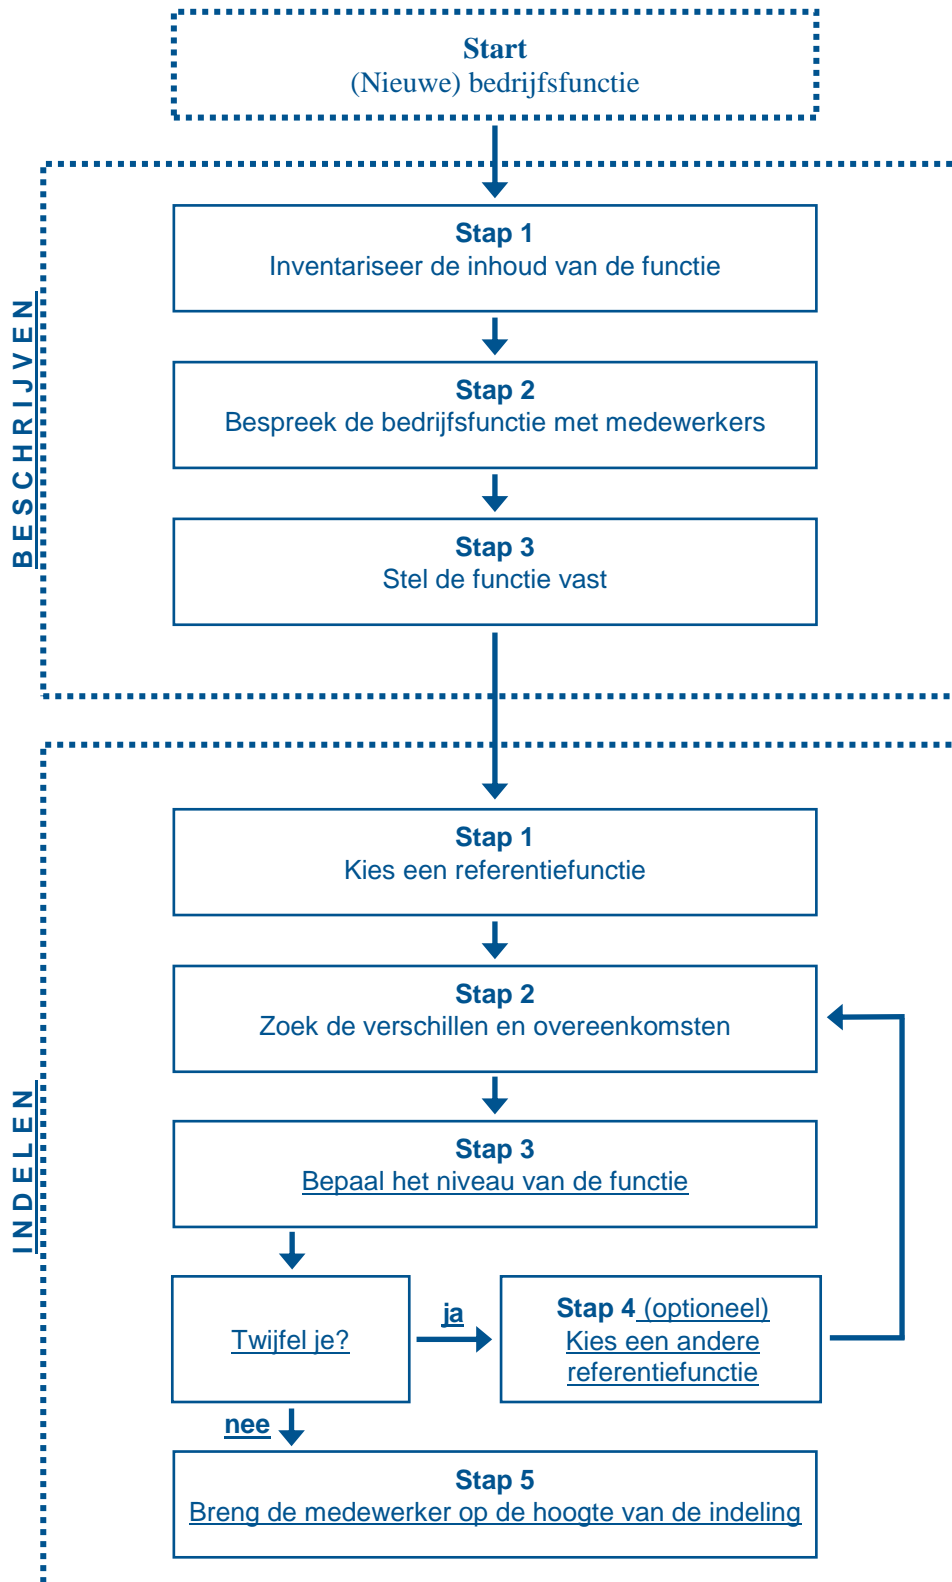 Start
(Nieuwe) bedrijfsfunctie
BESCHRIJVEN
Stap 1
Inventariseer de inhoud van de functie
Stap 2
Bespreek de bedrijfsfunctie met medewerkers
Stap 3
Stel de functie vast
INDELEN
Stap 1
Kies een referentiefunctie
Stap 2
Zoek de verschillen en overeenkomsten
Stap 3
Bepaal het niveau van de functie
Twijfel je?
ja
Stap 4 (optioneel)
Kies een andere
referentiefunctie
nee
Stap 5
Breng de medewerker op de hoogte van de indeling